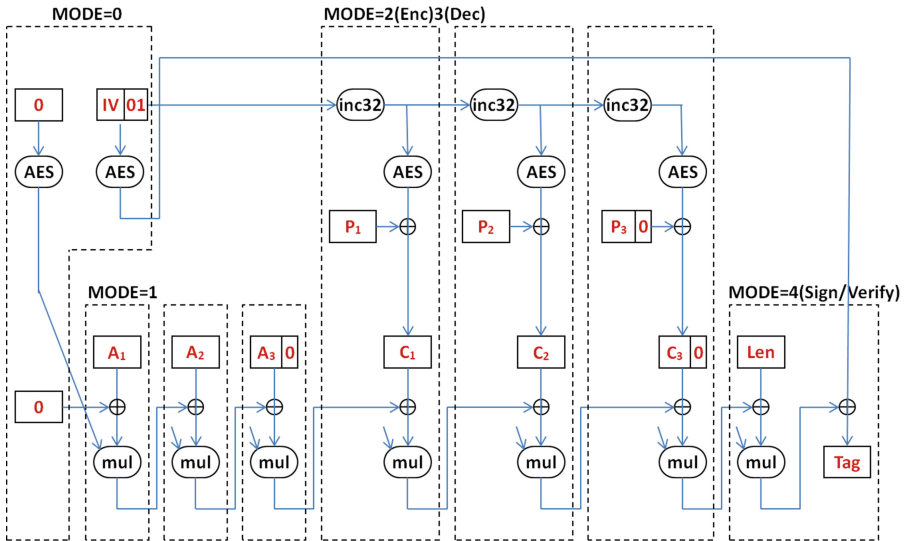 MODE=0
MODE=2(Enc)3(Dec)
0
IV 01
inc32
inc32
inc32
AES
AES
AES
AES
AES
P₁
P₂
P₃ 0
MODE=1
MODE=4(Sign/Verify)
A₁
A₂
A₃ 0
C₁
C₂
C₃ 0
Len
0
mul
mul
mul
mul
mul
mul
mul
Tag